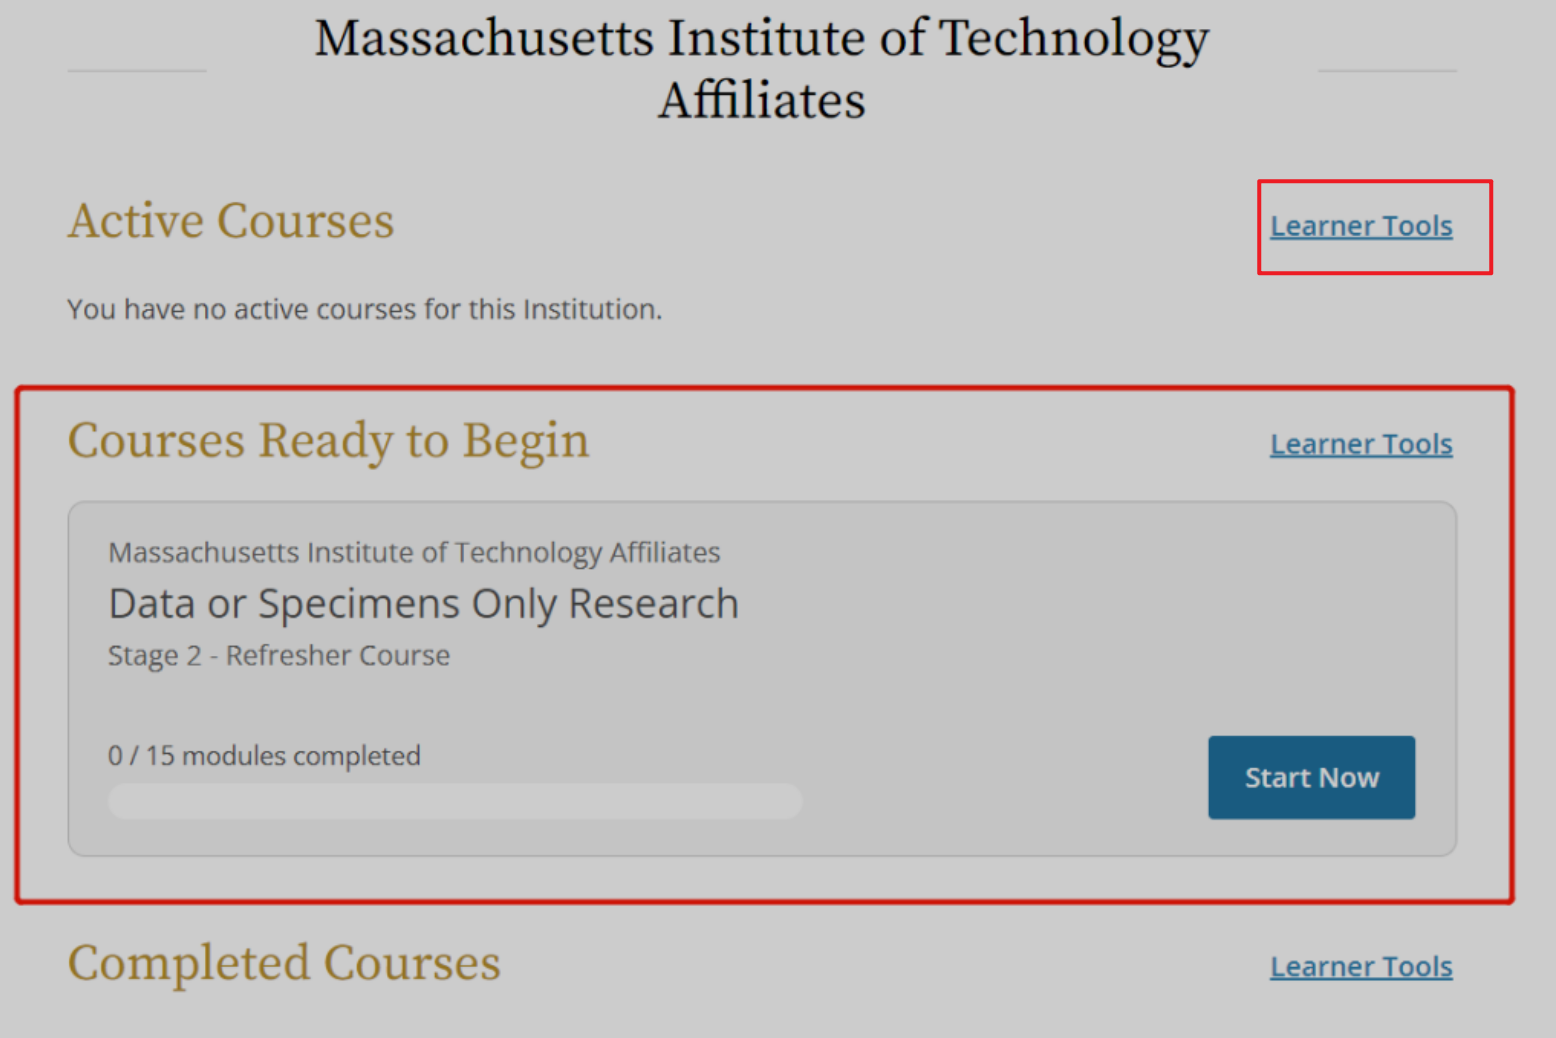 Massachusetts Institute of Technology
Affiliates
Active Courses
Learner Tools
You have no active courses for this Institution.
Courses Ready to Begin
Learner Tools
Massachusetts Institute of Technology Affiliates
Data or Specimens Only Research
Stage 2 - Refresher Course
0 / 15 modules completed
Start Now
Completed Courses
Learner Tools